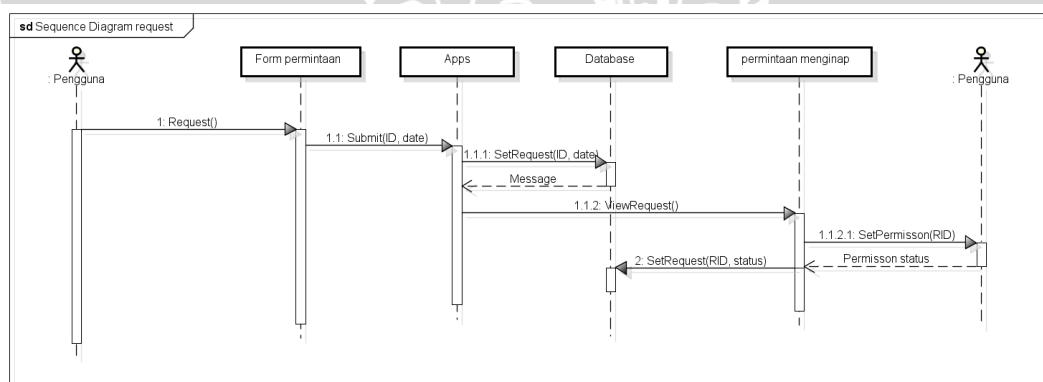 sd Sequence Diagram request
: Pengguna
Form permintaan
Apps
Database
permintaan menginap
: Pengguna
1: Request()
1.1: Submit(ID, date)
1.1.1: SetRequest(ID, date)
Message
1.1.2: ViewRequest()
1.1.2.1: SetPermisson(RID)
Permisson status
2: SetRequest(RID, status)